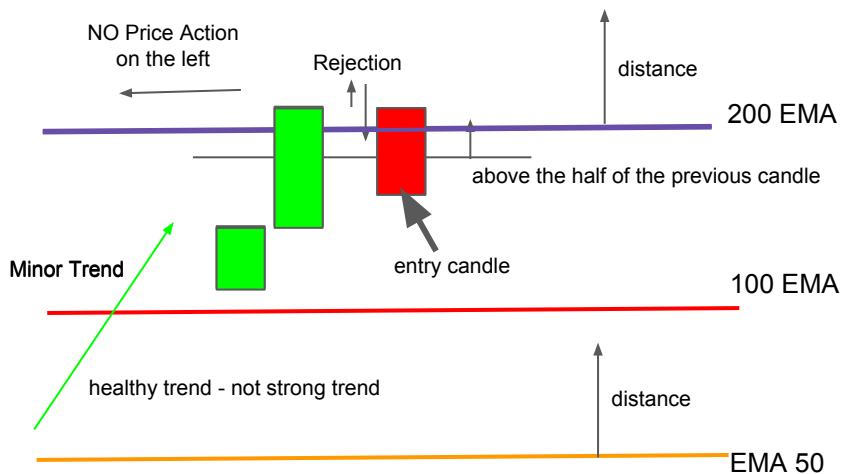 NO Price Action
on the left
Rejection
distance
200 EMA
above the half of the previous candle
entry candle
Minor Trend
100 EMA
healthy trend - not strong trend
distance
EMA 50